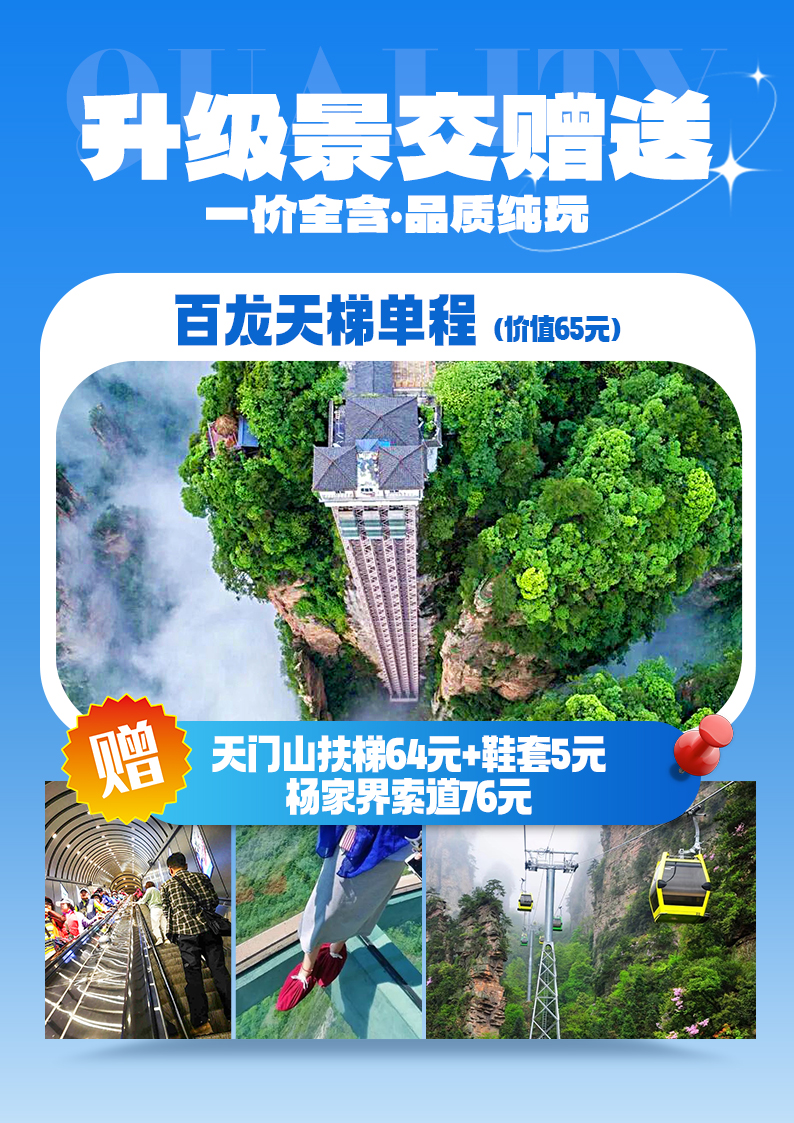 QUALITY
升级景交赠送
一价全含·品质纯玩
百龙天梯单程（价值65元）
赠
天门山扶梯64元+鞋套5元
杨家界索道76元